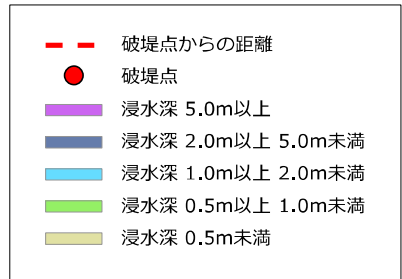 破堤点からの距離
破堤点
浸水深 5.0m以上
浸水深 2.0m以上 5.0m未満
浸水深 1.0m以上 2.0m未満
浸水深 0.5m以上 1.0m未満
浸水深 0.5m未満